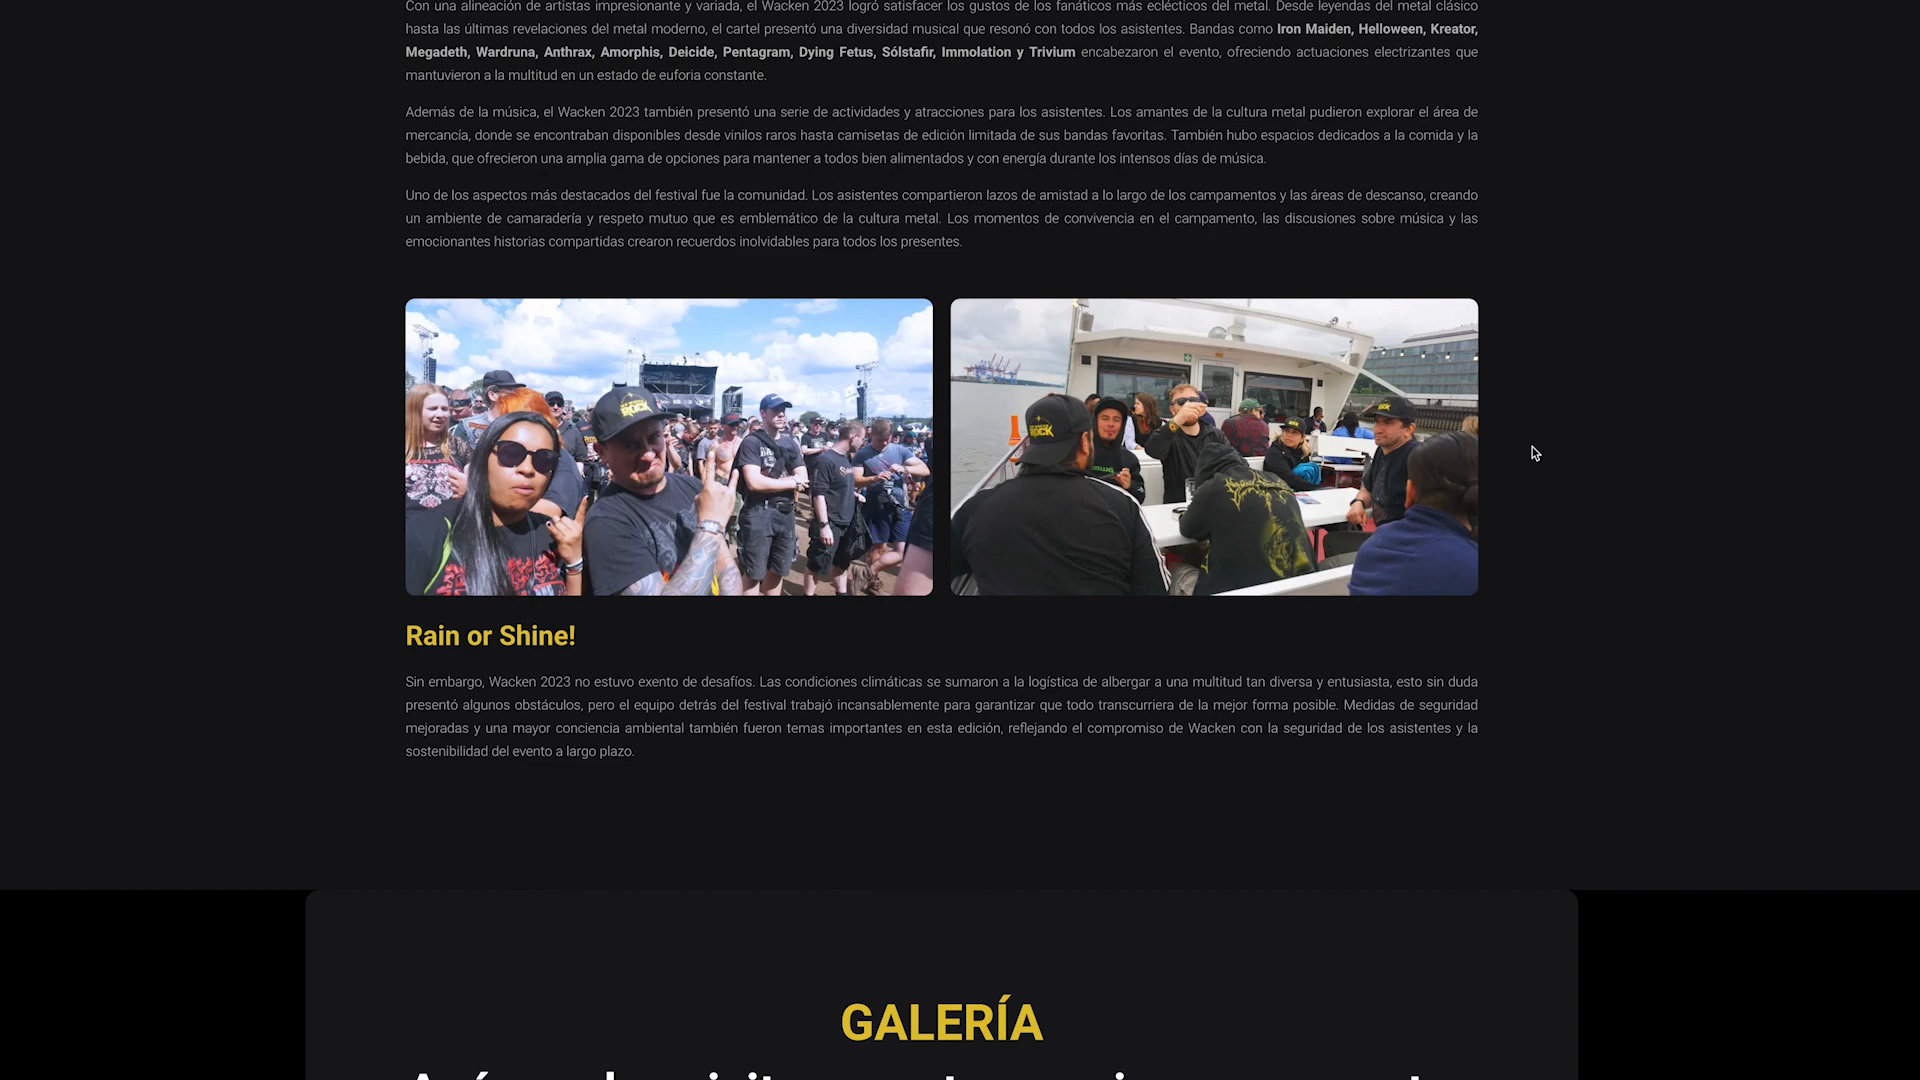 Con una alineación de artistas impresionante y variada, el Wacken 2023 logró satisfacer los gustos de los fanáticos más eclécticos del metal. Desde leyendas del metal clásico
hasta las últimas revelaciones del metal moderno, el cartel presentó una diversidad musical que resonó con todos los asistentes. Bandas como Iron Maiden, Helloween, Kreator,
Megadeth, Wardruna, Anthrax, Amorphis, Deicide, Pentagram, Dying Fetus, Sólstafir, Immolation y Trivium encabezaron el evento, ofreciendo actuaciones electrizantes que
mantuvieron a la multitud en un estado de euforia constante.
Además de la música, el Wacken 2023 también presentó una serie de actividades y atracciones para los asistentes. Los amantes de la cultura metal pudieron explorar el área de
mercancía, donde se encontraban disponibles desde vinilos raros hasta camisetas de edición limitada de sus bandas favoritas. También hubo espacios dedicados a la comida y la
bebida, que ofrecieron una amplia gama de opciones para mantener a todos bien alimentados y con energía durante los intensos días de música.
Uno de los aspectos más destacados del festival fue la comunidad. Los asistentes compartieron lazos de amistad a lo largo de los campamentos y las áreas de descanso, creando
un ambiente de camaradería y respeto mutuo que es emblemático de la cultura metal. Los momentos de convivencia en el campamento, las discusiones sobre música y las
emocionantes historias compartidas crearon recuerdos inolvidables para todos los presentes.
ROCK
ROCK
Rain or Shine!
Sin embargo, Wacken 2023 no estuvo exento de desafíos. Las condiciones climáticas se sumaron a la logística de albergar a una multitud tan diversa y entusiasta, esto sin duda
presentó algunos obstáculos, pero el equipo detrás del festival trabajó incansablemente para garantizar que todo transcurriera de la mejor forma posible. Medidas de seguridad
mejoradas y una mayor conciencia ambiental también fueron temas importantes en esta edición, reflejando el compromiso de Wacken con la seguridad de los asistentes y la
sostenibilidad del evento a largo plazo.
GALERÍA